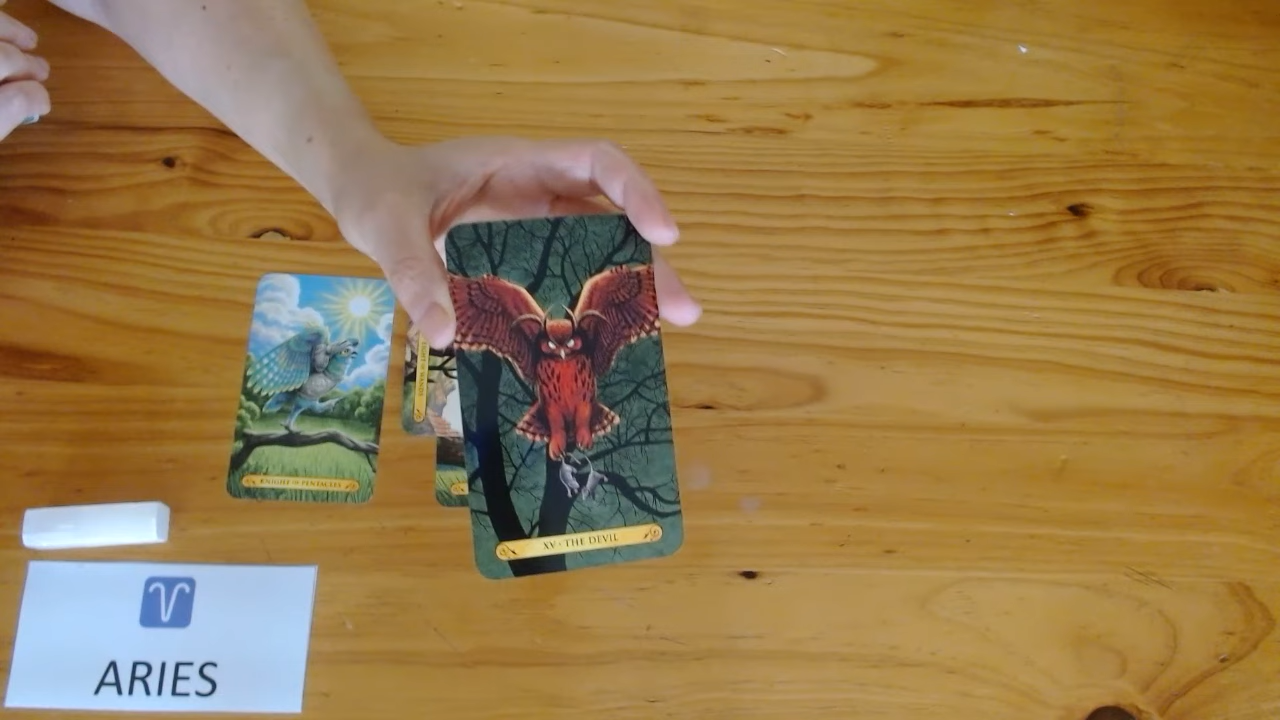 KNIGHT OF PENTACLES
XV · THE DEVIL
ARIES